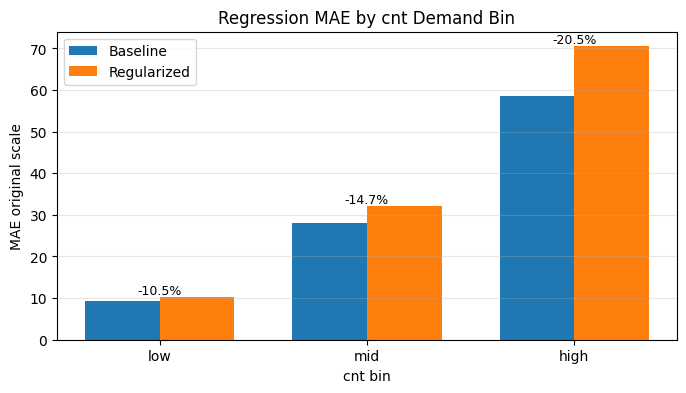 Regression MAE by cnt Demand Bin
Baseline
Regularized
-10.5%
-14.7%
-20.5%
MAE original scale
70
60
50
40
30
20
10
0
low mid high
cnt bin